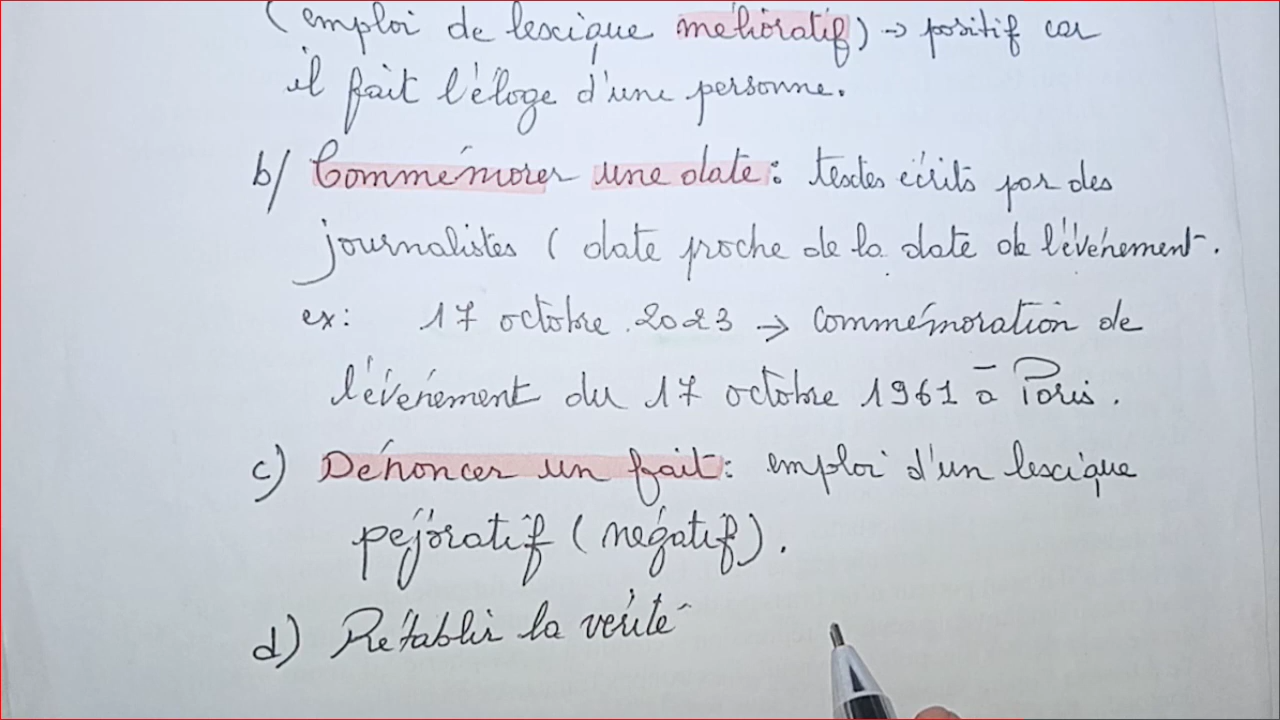 (emploi de lexique mélioratif) → positif car
il fait l'éloge d'une personne.
b/ Commémorer une date : textes écrits par des
journalistes ( date proche de la date de l'événement.
ex : 17 octobre 2023 → commémoration de
l'événement du 17 octobre 1961 à Paris.
c) Dénoncer un fait : emploi d'un lexique
péjoratif (négatif).
d) Rétablir la vérité